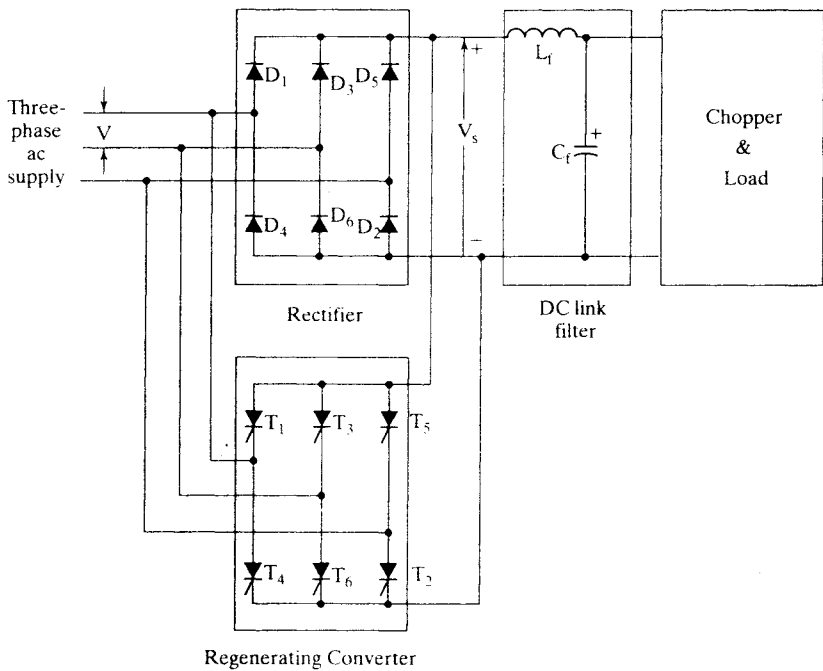 D1
D3
D5
Three-
phase
ac
supply
V
+
Vs
−
Lf
+
Cf
Chopper
&
Load
D4
D6
D2
Rectifier
DC link
filter
T1
T3
T5
T4
T6
T2
Regenerating Converter